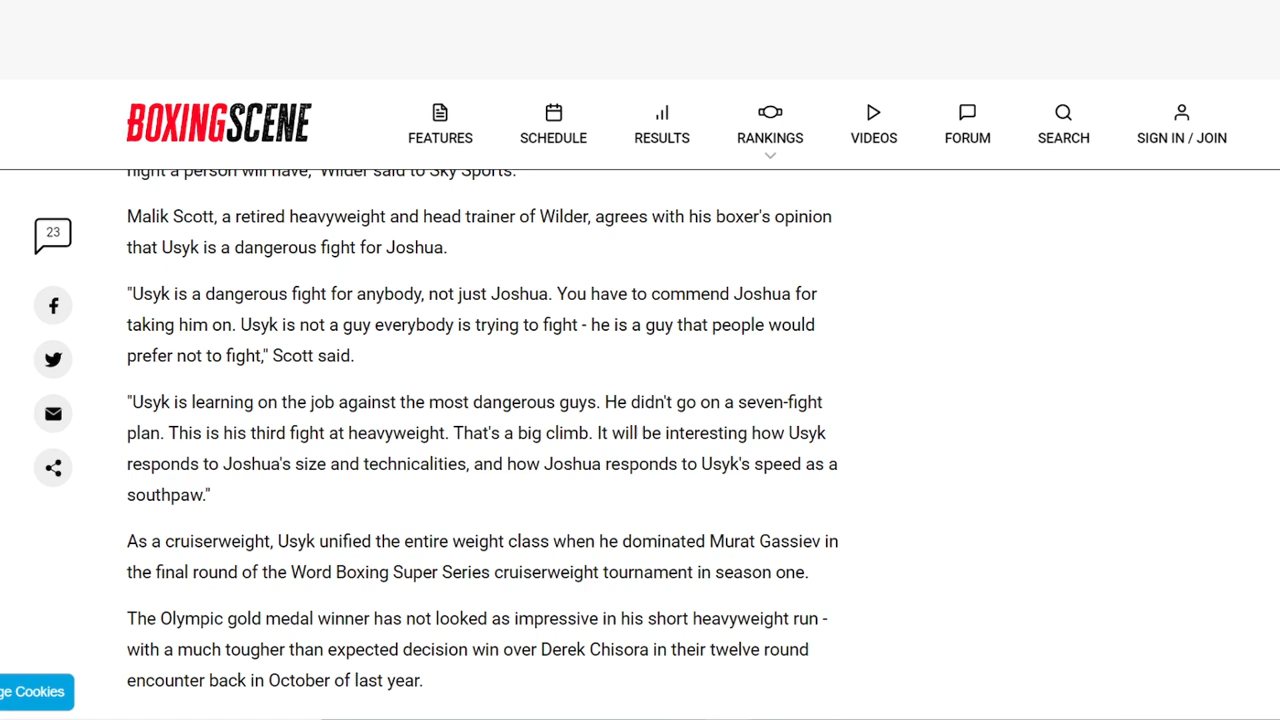 BOXINGSCENE
FEATURES
SCHEDULE
RESULTS
RANKINGS
VIDEOS
FORUM
SEARCH
SIGN IN / JOIN
night a person will have," Wilder said to Sky Sports.
23
Malik Scott, a retired heavyweight and head trainer of Wilder, agrees with his boxer's opinion
that Usyk is a dangerous fight for Joshua.
"Usyk is a dangerous fight for anybody, not just Joshua. You have to commend Joshua for
taking him on. Usyk is not a guy everybody is trying to fight - he is a guy that people would
prefer not to fight," Scott said.
"Usyk is learning on the job against the most dangerous guys. He didn't go on a seven-fight
plan. This is his third fight at heavyweight. That's a big climb. It will be interesting how Usyk
responds to Joshua's size and technicalities, and how Joshua responds to Usyk's speed as a
southpaw."
As a cruiserweight, Usyk unified the entire weight class when he dominated Murat Gassiev in
the final round of the Word Boxing Super Series cruiserweight tournament in season one.
The Olympic gold medal winner has not looked as impressive in his short heavyweight run -
with a much tougher than expected decision win over Derek Chisora in their twelve round
encounter back in October of last year.
ge Cookies